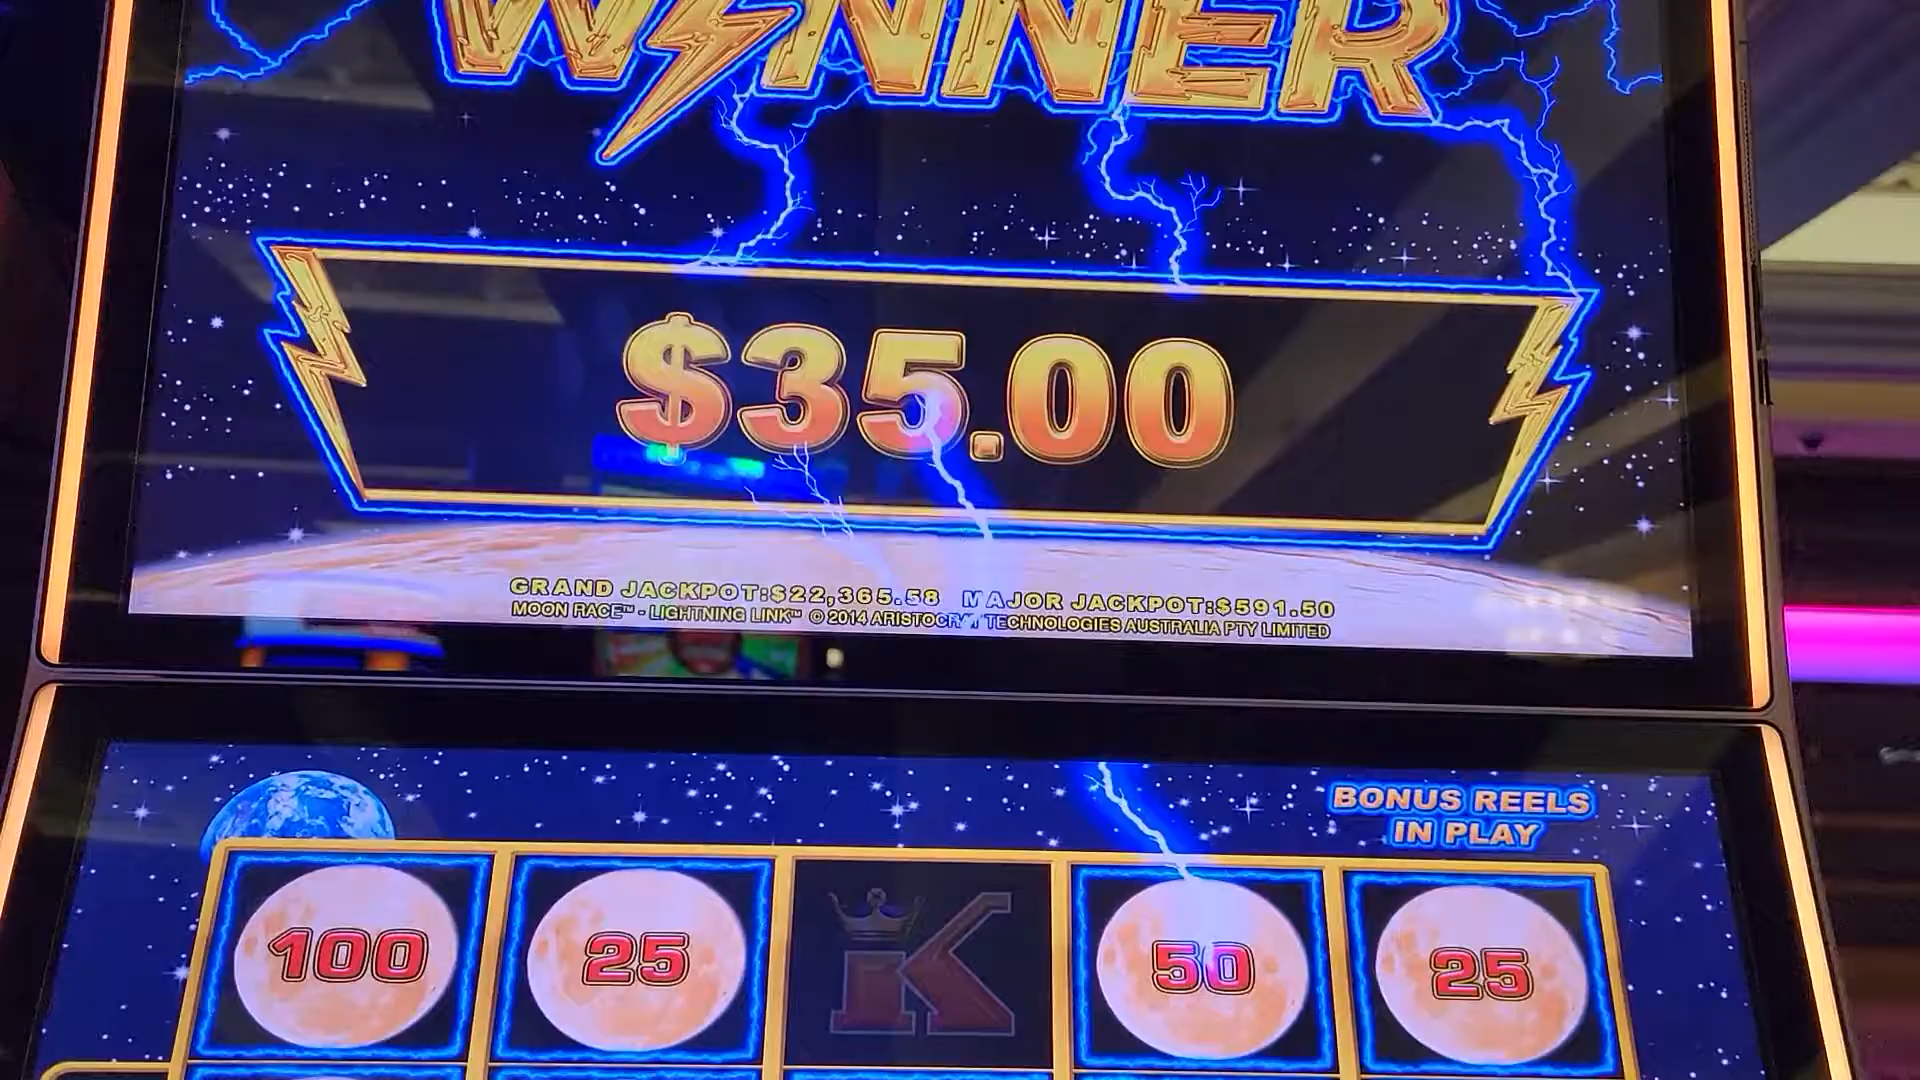 WINNER
$35.00
GRAND JACKPOT:$22,365.58 MAJOR JACKPOT:$591.50
MOON RACE™ - LIGHTNING LINK™ © 2014 ARISTOCRAT TECHNOLOGIES AUSTRALIA PTY LIMITED
BONUS REELS
IN PLAY
100 25 K 50 25